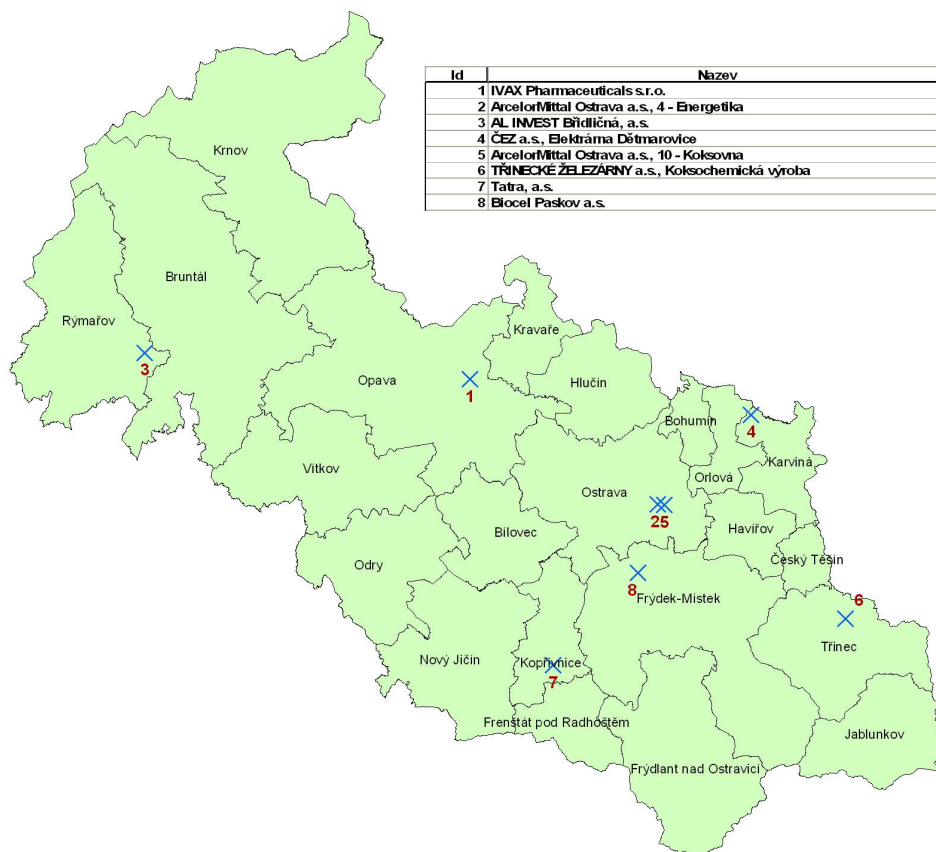 Id Nazev
1 IVAX Pharmaceuticals s.r.o.
2 ArcelorMittal Ostrava a.s., 4 - Energetika
3 AL INVEST Břidličná, a.s.
4 ČEZ a.s., Elektrárna Dětmarovice
5 ArcelorMittal Ostrava a.s., 10 - Koksovna
6 TŘINECKÉ ŽELEZÁRNY a.s., Koksochemická výroba
7 Tatra, a.s.
8 Biocel Paskov a.s.
Krnov
Bruntál
Rýmařov
3
Kravaře
Opava
1
Hlučín
Bohumín
4
Karviná
Vítkov
Orlová
Ostrava
25
Havířov
Bílovec
Český Těšín
Odry
8
Frýdek-Místek
6
Třinec
Nový Jičín
Kopřivnice
7
Frenštát pod Radhoštěm
Jablunkov
Frýdlant nad Ostravicí